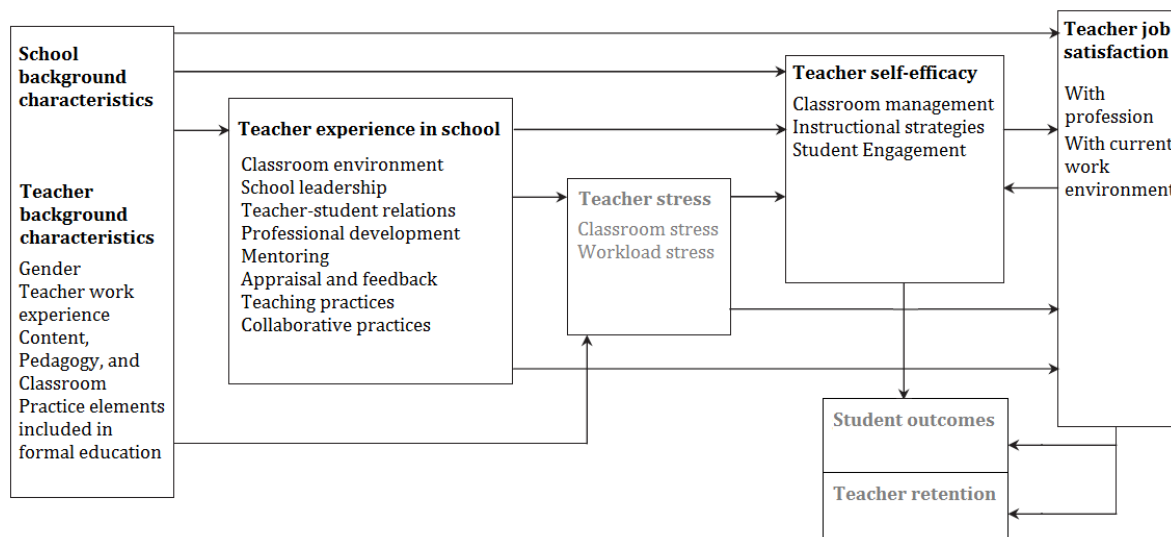 School
background
characteristics
Teacher
background
characteristics
Gender
Teacher work
experience
Content,
Pedagogy, and
Classroom
Practice elements
included in
formal education
Teacher experience in school
Classroom environment
School leadership
Teacher-student relations
Professional development
Mentoring
Appraisal and feedback
Teaching practices
Collaborative practices
Teacher stress
Classroom stress
Workload stress
Teacher self-efficacy
Classroom management
Instructional strategies
Student Engagement
Teacher job
satisfaction
With
profession
With current
work
environment
Student outcomes
Teacher retention